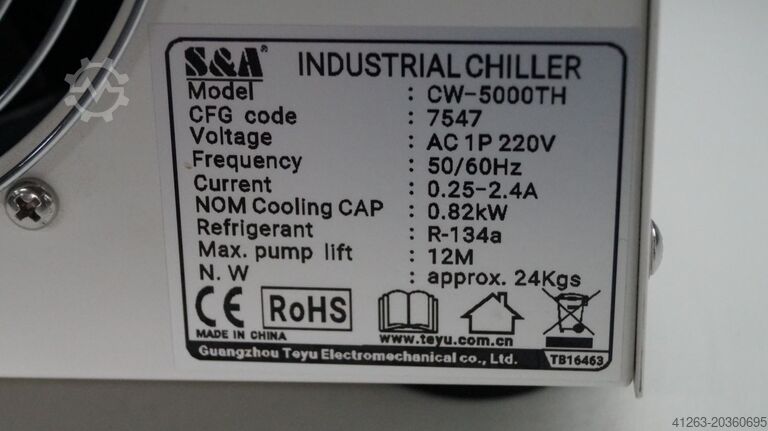 S&A® INDUSTRIAL CHILLER
Model : CW-5000TH
CFG code : 7547
Voltage : AC 1P 220V
Frequency : 50/60Hz
Current : 0.25-2.4A
NOM Cooling CAP : 0.82kW
Refrigerant : R-134a
Max. pump lift : 12M
N. W : approx. 24Kgs
CE RoHS
MADE IN CHINA
www.teyu.com.cn
Guangzhou Teyu Electromechanical co., Ltd. TB16463
41263-20360695